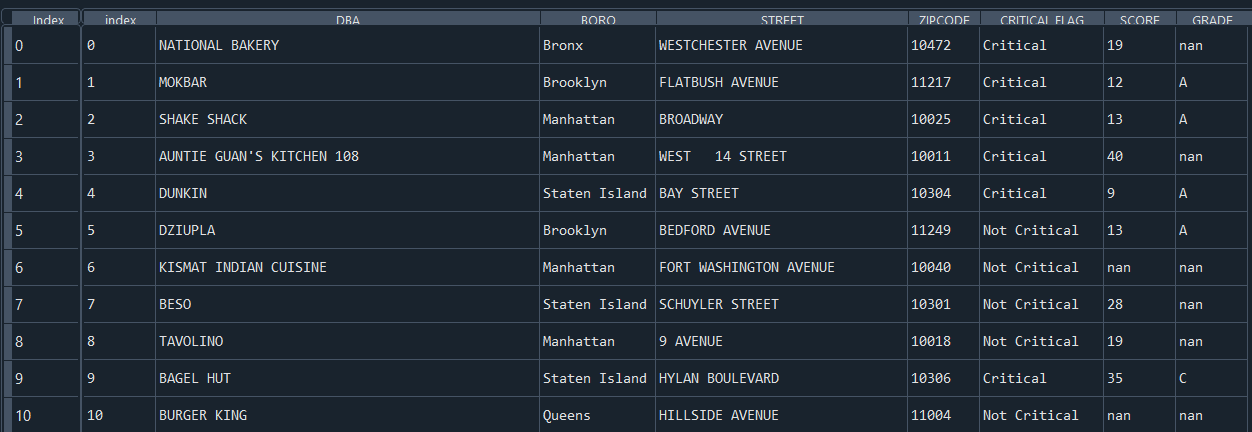 Index index DBA BORO STREET ZIPCODE CRITICAL FLAG SCORE GRADE
0 0 NATIONAL BAKERY Bronx WESTCHESTER AVENUE 10472 Critical 19 nan
1 1 MOKBAR Brooklyn FLATBUSH AVENUE 11217 Critical 12 A
2 2 SHAKE SHACK Manhattan BROADWAY 10025 Critical 13 A
3 3 AUNTIE GUAN'S KITCHEN 108 Manhattan WEST   14 STREET 10011 Critical 40 nan
4 4 DUNKIN Staten Island BAY STREET 10304 Critical 9 A
5 5 DZIUPLA Brooklyn BEDFORD AVENUE 11249 Not Critical 13 A
6 6 KISMAT INDIAN CUISINE Manhattan FORT WASHINGTON AVENUE 10040 Not Critical nan nan
7 7 BESO Staten Island SCHUYLER STREET 10301 Not Critical 28 nan
8 8 TAVOLINO Manhattan 9 AVENUE 10018 Not Critical 19 nan
9 9 BAGEL HUT Staten Island HYLAN BOULEVARD 10306 Critical 35 C
10 10 BURGER KING Queens HILLSIDE AVENUE 11004 Not Critical nan nan